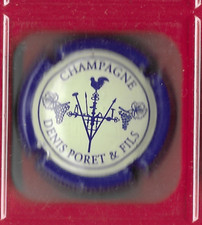 CHAMPAGNE
DENIS PORET & FILS